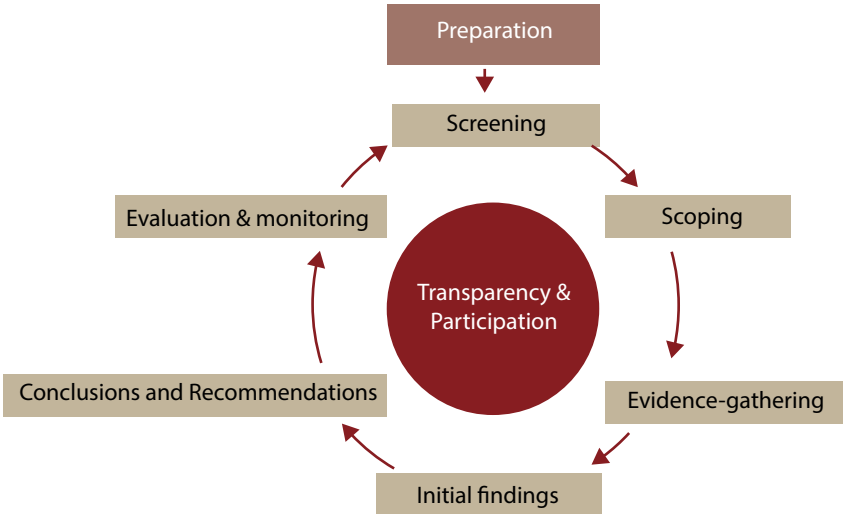 Preparation
Screening
Scoping
Evidence-gathering
Initial findings
Conclusions and Recommendations
Evaluation & monitoring
Transparency &
Participation